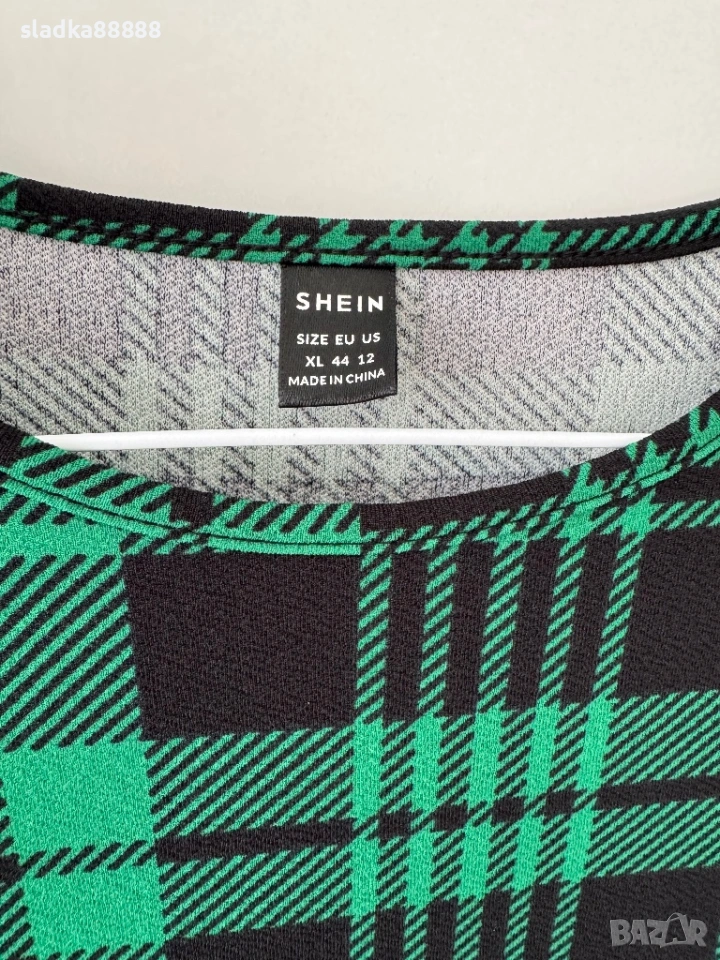 sladka88888
SHEIN
SIZE EU US
XL 44 12
MADE IN CHINA
BAZAR